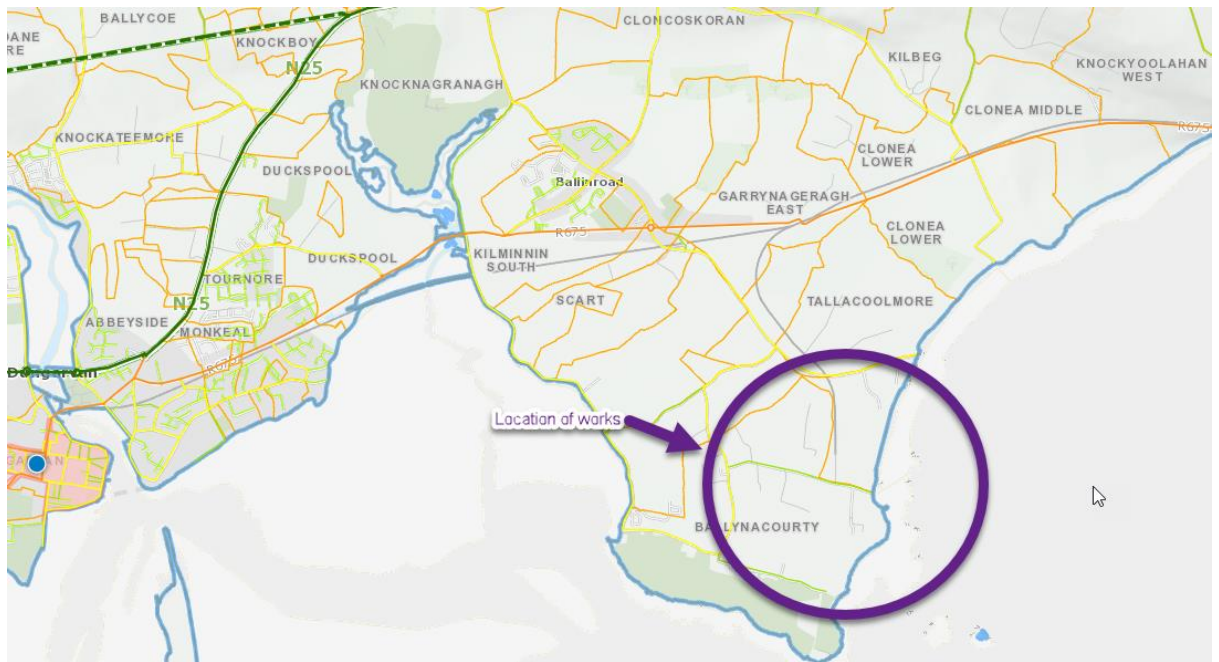 BALLYCOE
KNOCKBOY
N25
KNOCKNAGRANAGH
CLONCOSKORAN
KILBEG
KNOCKYOOLAHAN
WEST
CLONEA MIDDLE
R675
KNOCKATEEMORE
DUCKSPOOL
Ballinroad
CLONEA
LOWER
GARRYNAGERAGH
EAST
R675
CLONEA
LOWER
DUCKSPOOL
KILMINNIN
SOUTH
TOURNORE
N25
SCART
TALLACOOLMORE
ABBEYSIDE
MONKEAL
R675
Dungarvan
Location of works
BALLYNACOURTY